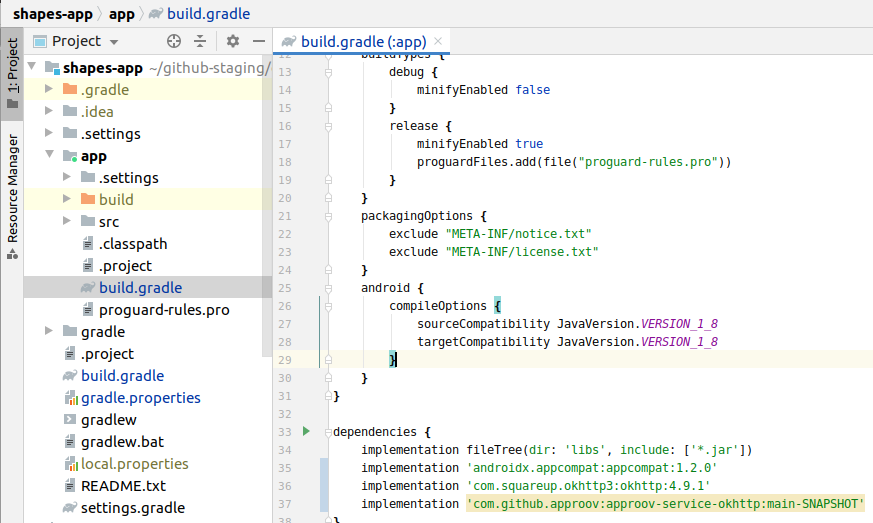 shapes-app > app > build.gradle
1: Project
Resource Manager
Project
shapes-app ~/github-staging/
.gradle
.idea
.settings
app
.settings
build
src
.classpath
.project
build.gradle
proguard-rules.pro
gradle
.project
build.gradle
gradle.properties
gradlew
gradlew.bat
local.properties
README.txt
settings.gradle
build.gradle (:app)
12 buildTypes {
13 debug {
14 minifyEnabled false
15 }
16 release {
17 minifyEnabled true
18 proguardFiles.add(file("proguard-rules.pro"))
19 }
20 }
21 packagingOptions {
22 exclude "META-INF/notice.txt"
23 exclude "META-INF/license.txt"
24 }
25 android {
26 compileOptions {
27 sourceCompatibility JavaVersion.VERSION_1_8
28 targetCompatibility JavaVersion.VERSION_1_8
29 }
30 }
31 }
32
33 dependencies {
34 implementation fileTree(dir: 'libs', include: ['*.jar'])
35 implementation 'androidx.appcompat:appcompat:1.2.0'
36 implementation 'com.squareup.okhttp3:okhttp:4.9.1'
37 implementation 'com.github.approov:approov-service-okhttp:main-SNAPSHOT'
38 }